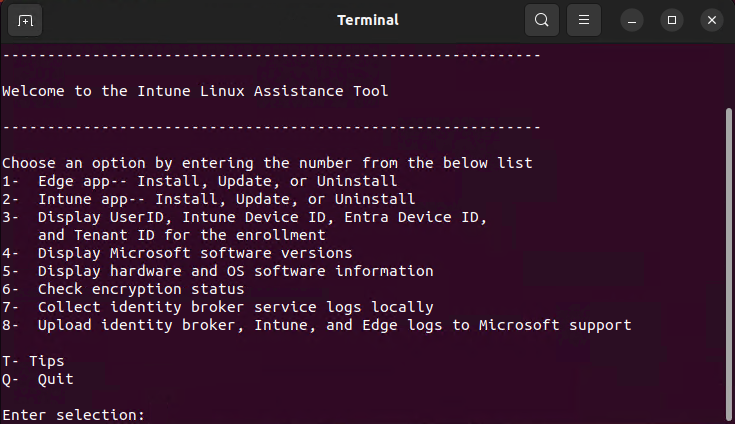 Terminal
------------------------------------------------------------
Welcome to the Intune Linux Assistance Tool
------------------------------------------------------------
Choose an option by entering the number from the below list
1-  Edge app-- Install, Update, or Uninstall
2-  Intune app-- Install, Update, or Uninstall
3-  Display UserID, Intune Device ID, Entra Device ID,
    and Tenant ID for the enrollment
4-  Display Microsoft software versions
5-  Display hardware and OS software information
6-  Check encryption status
7-  Collect identity broker service logs locally
8-  Upload identity broker, Intune, and Edge logs to Microsoft support
T- Tips
Q-  Quit
Enter selection: